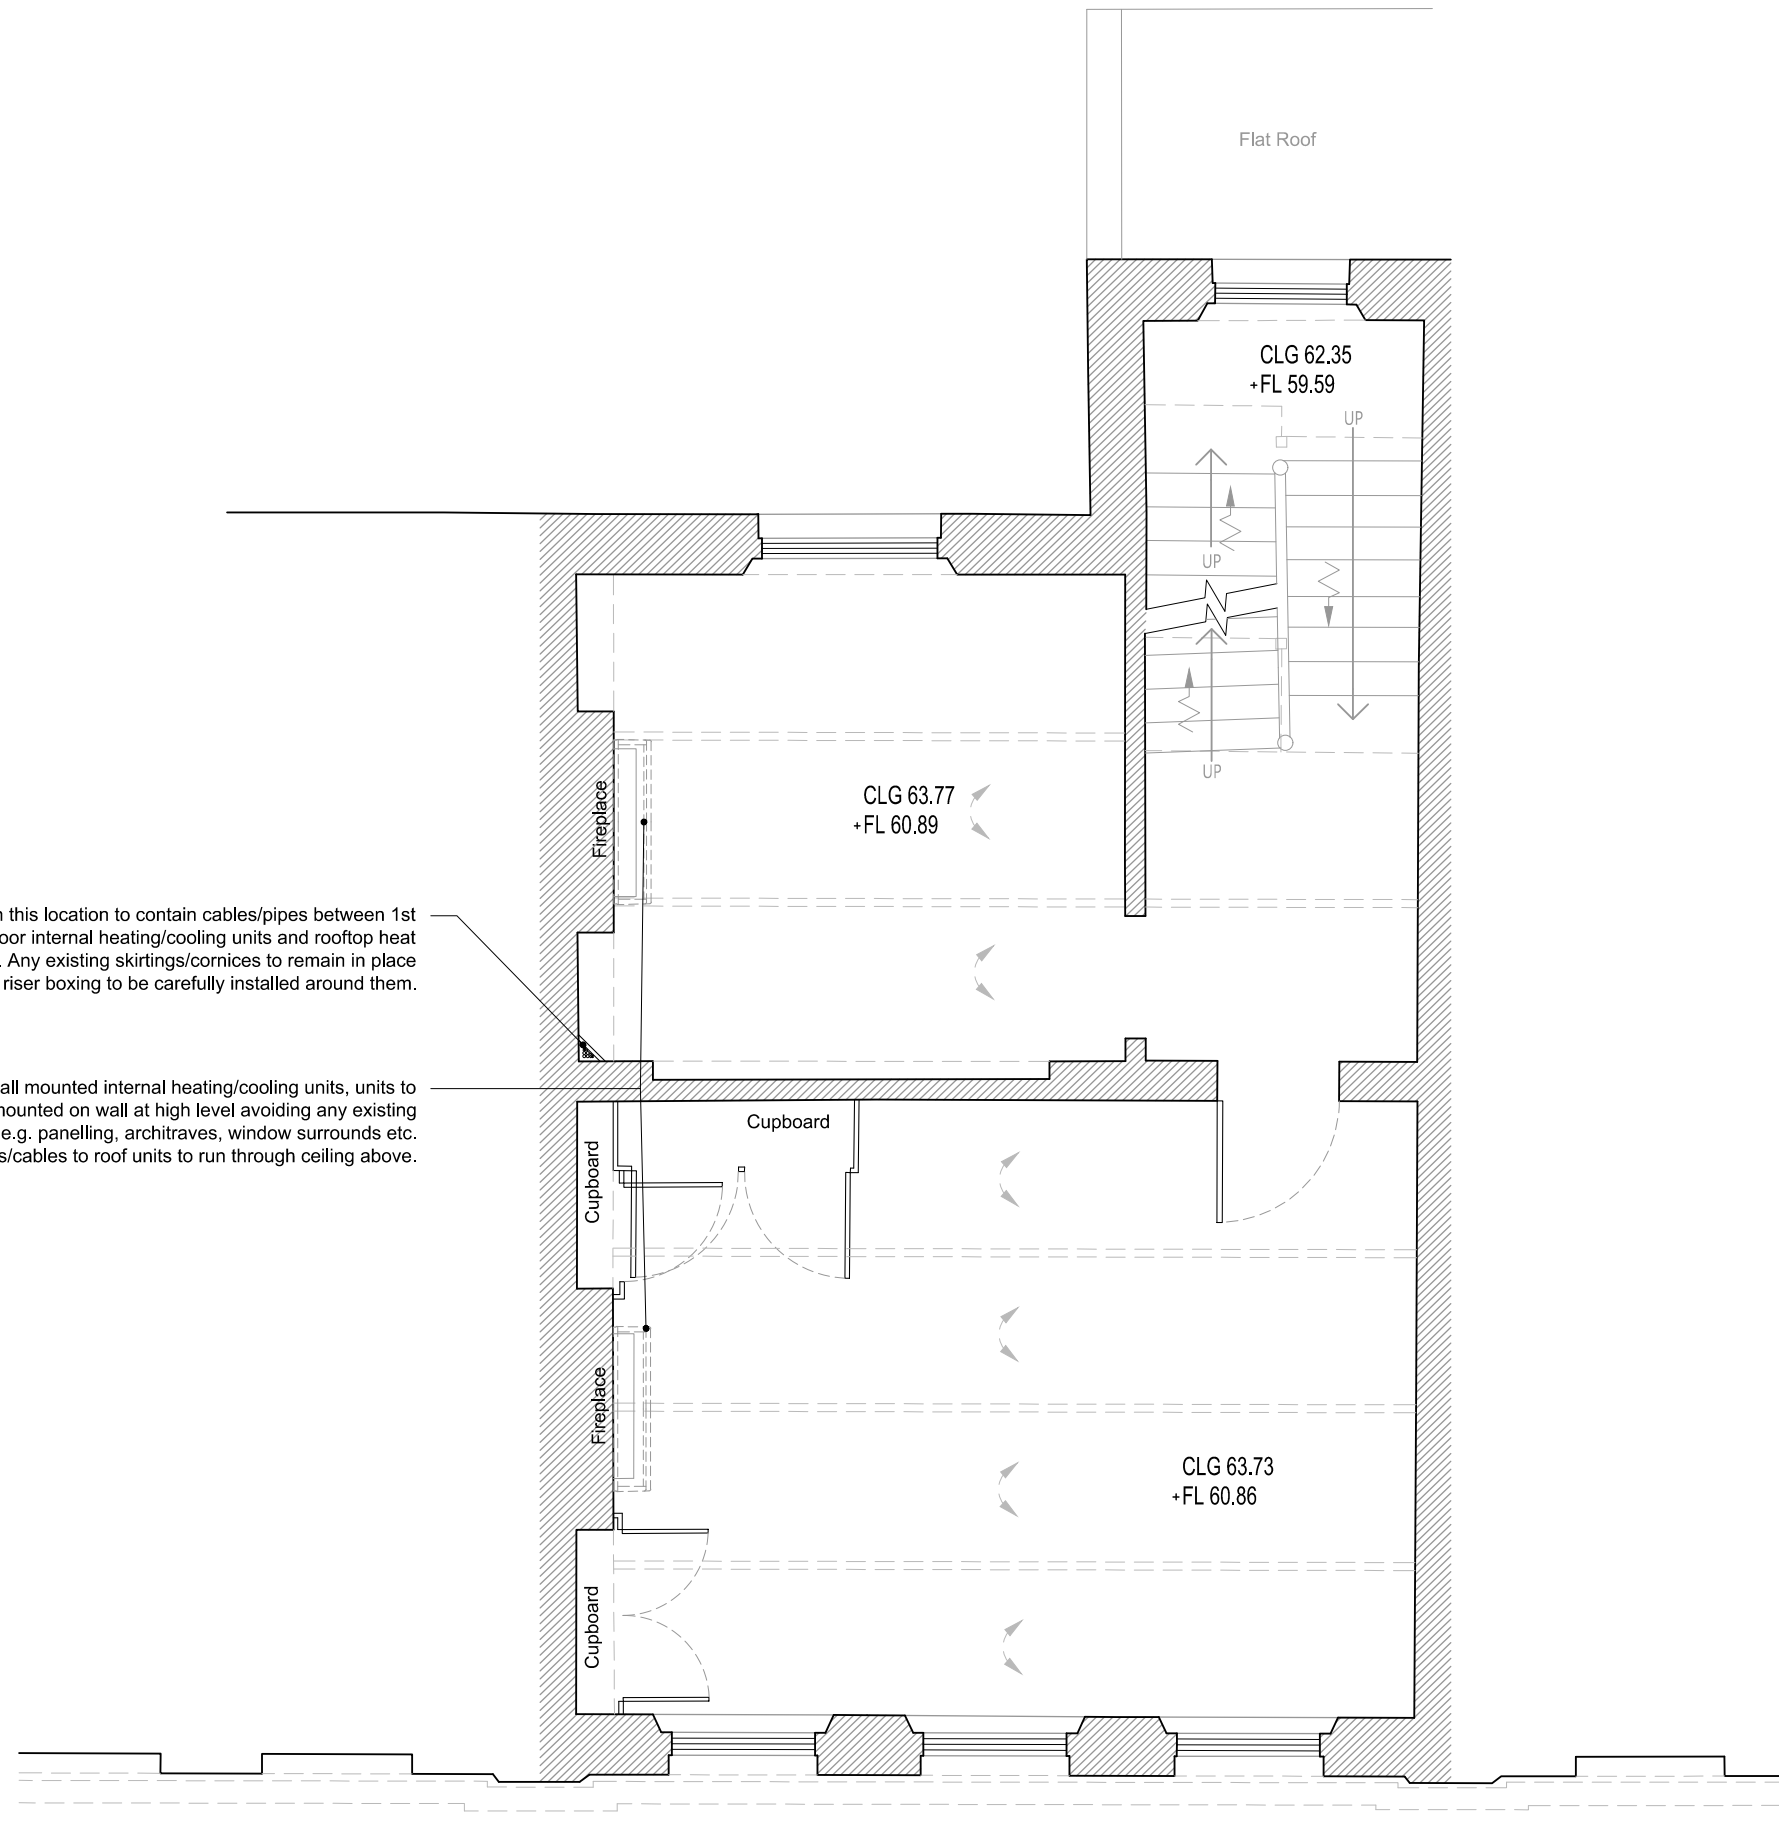 Flat Roof
CLG 62.35
+FL 59.59
UP
UP
UP
CLG 63.77
+FL 60.89
Fireplace
this location to contain cables/pipes between 1st
internal heating/cooling units and rooftop heat
. Any existing skirtings/cornices to remain in place
riser boxing to be carefully installed around them.
mounted internal heating/cooling units, units to
mounted on wall at high level avoiding any existing
e.g. panelling, architraves, window surrounds etc.
/cables to roof units to run through ceiling above.
Cupboard
Cupboard
Fireplace
CLG 63.73
+FL 60.86
Cupboard